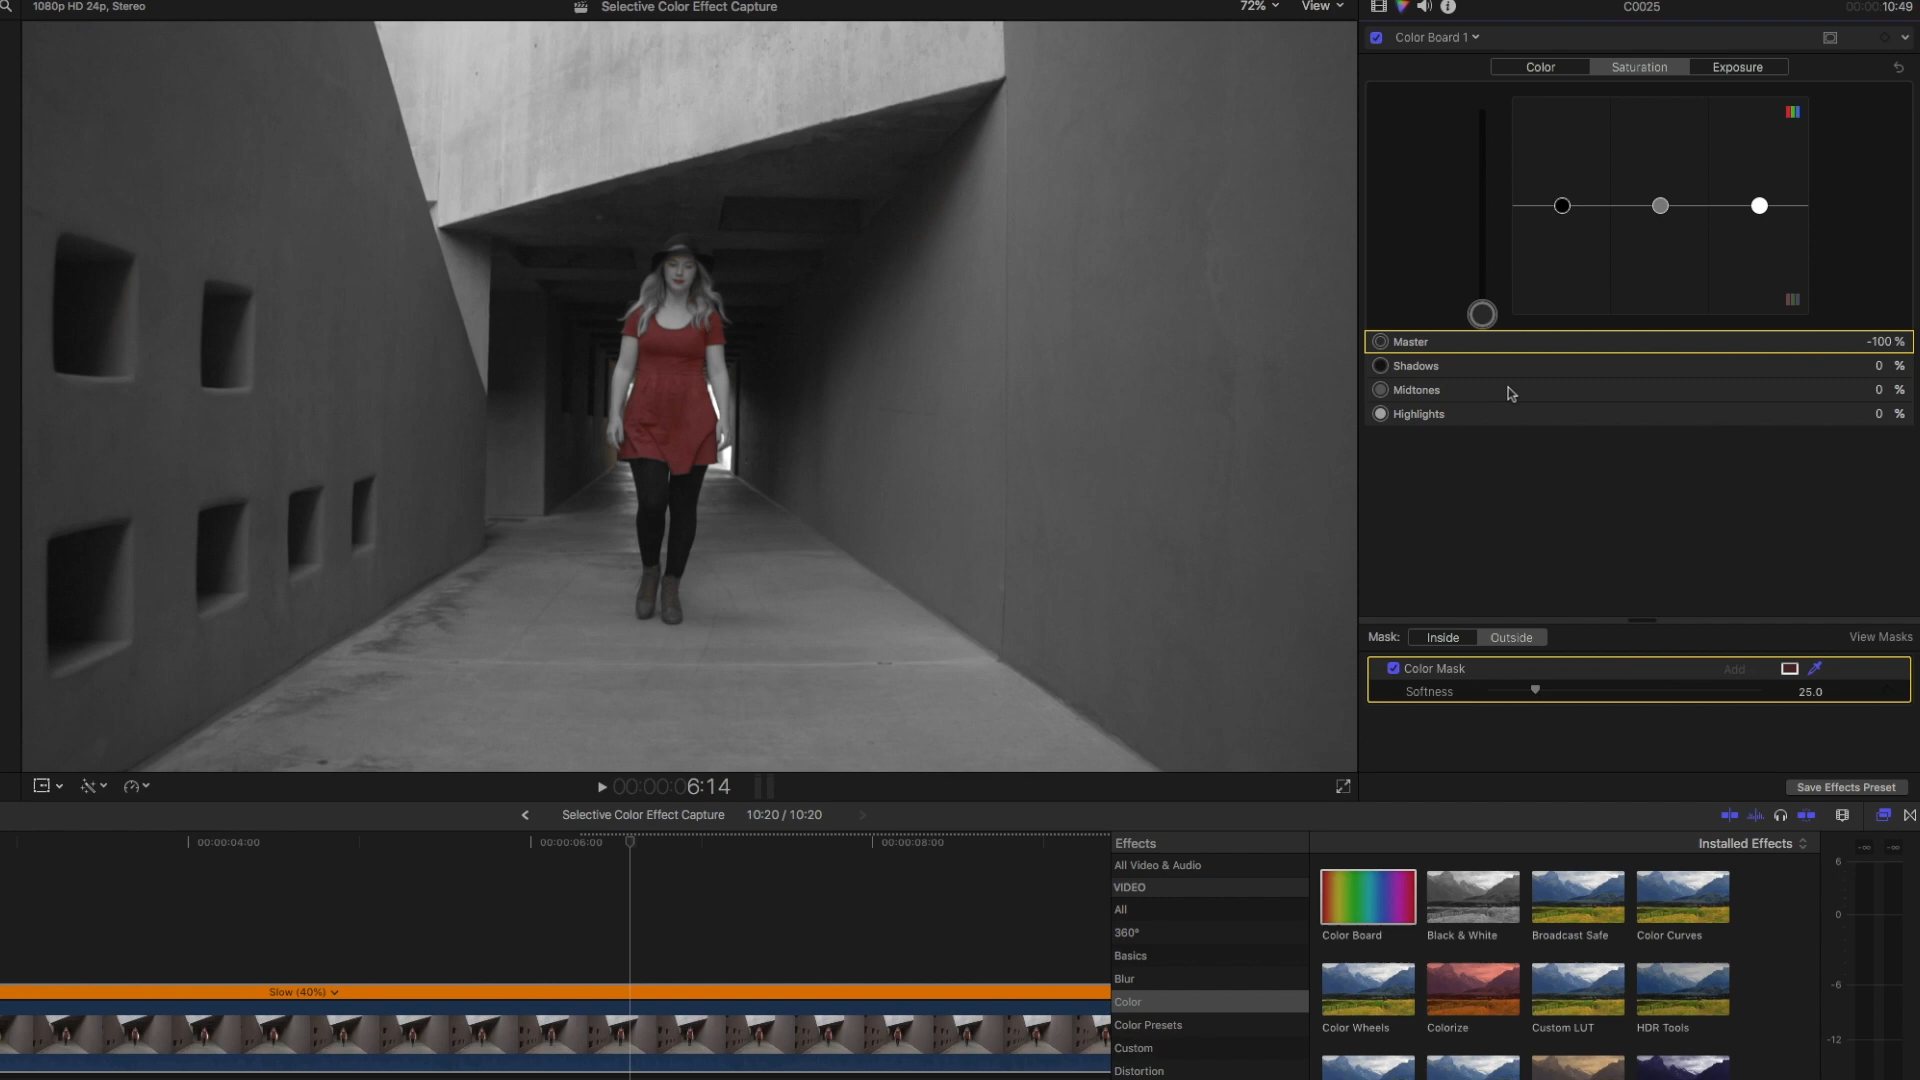 1080p HD 24p, Stereo
Selective Color Effect Capture
72%
View
C0025
00:00:10:49
Color Board 1
Color
Saturation
Exposure
Master
-100 %
Shadows
0 %
Midtones
0 %
Highlights
0 %
Mask:
Inside
Outside
View Masks
Color Mask
Add
Softness
25.0
00:00:06:14
Save Effects Preset
Selective Color Effect Capture
10:20 / 10:20
00:00:04:00
00:00:06:00
00:00:08:00
Slow (40%)
Effects
Installed Effects
All Video & Audio
VIDEO
All
360°
Basics
Blur
Color
Color Presets
Custom
Distortion
Color Board
Black & White
Broadcast Safe
Color Curves
Color Wheels
Colorize
Custom LUT
HDR Tools
-∞
-∞
6
0
-6
-12